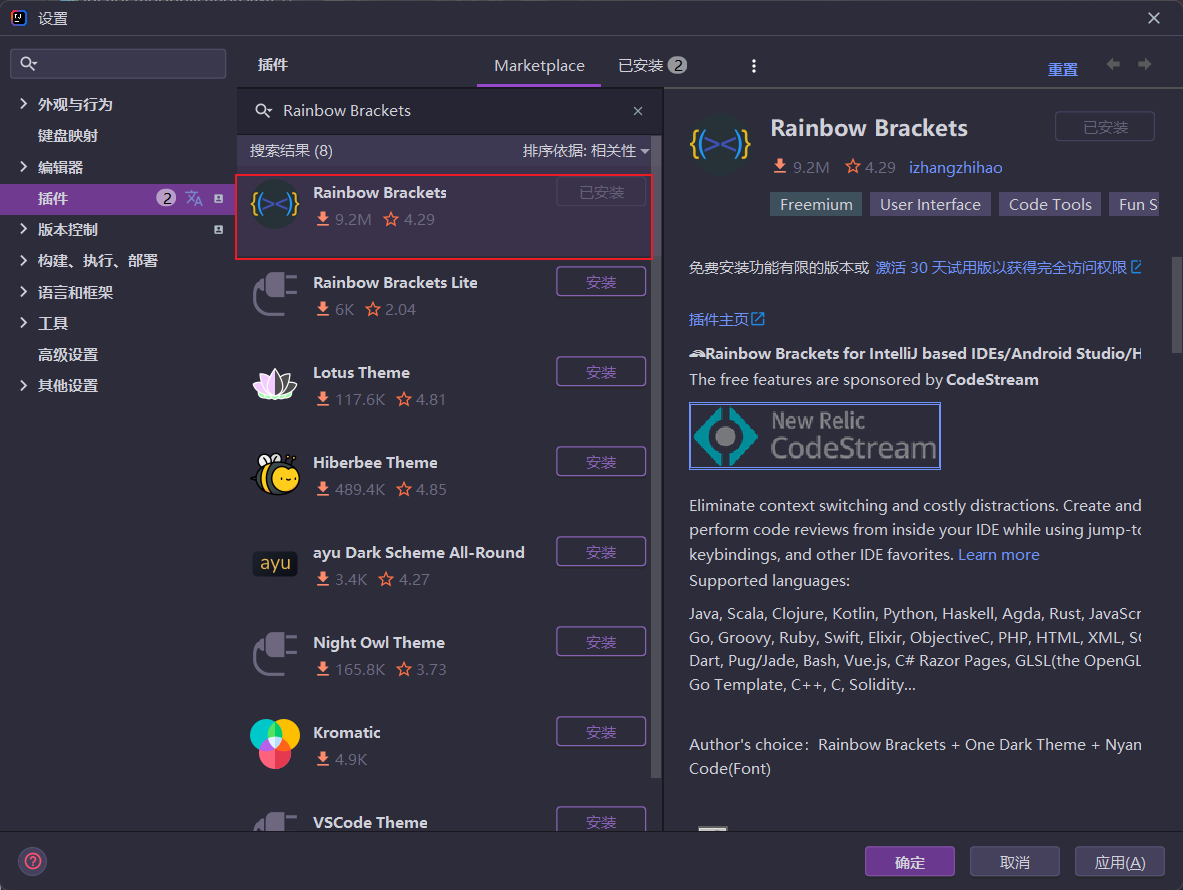 设置
外观与行为
键盘映射
编辑器
插件 2
版本控制
构建、执行、部署
语言和框架
工具
高级设置
其他设置
插件 Marketplace 已安装 2 重置
Rainbow Brackets
搜索结果 (8) 排序依据: 相关性
Rainbow Brackets 已安装
9.2M 4.29
Rainbow Brackets Lite 安装
6K 2.04
Lotus Theme 安装
117.6K 4.81
Hiberbee Theme 安装
489.4K 4.85
ayu
ayu Dark Scheme All-Round 安装
3.4K 4.27
Night Owl Theme 安装
165.8K 3.73
Kromatic 安装
4.9K
VSCode Theme 安装
Rainbow Brackets 已安装
9.2M 4.29 izhangzhihao
Freemium User Interface Code Tools Fun S
免费安装功能有限的版本或 激活 30 天试用版以获得完全访问权限
插件主页
Rainbow Brackets for IntelliJ based IDEs/Android Studio/H
The free features are sponsored by CodeStream
New Relic
CodeStream
Eliminate context switching and costly distractions. Create and
perform code reviews from inside your IDE while using jump-to
keybindings, and other IDE favorites. Learn more
Supported languages:
Java, Scala, Clojure, Kotlin, Python, Haskell, Agda, Rust, JavaScr
Go, Groovy, Ruby, Swift, Elixir, ObjectiveC, PHP, HTML, XML, SQ
Dart, Pug/Jade, Bash, Vue.js, C# Razor Pages, GLSL(the OpenGL
Go Template, C++, C, Solidity...
Author's choice：Rainbow Brackets + One Dark Theme + Nyan
Code(Font)
确定 取消 应用(A)